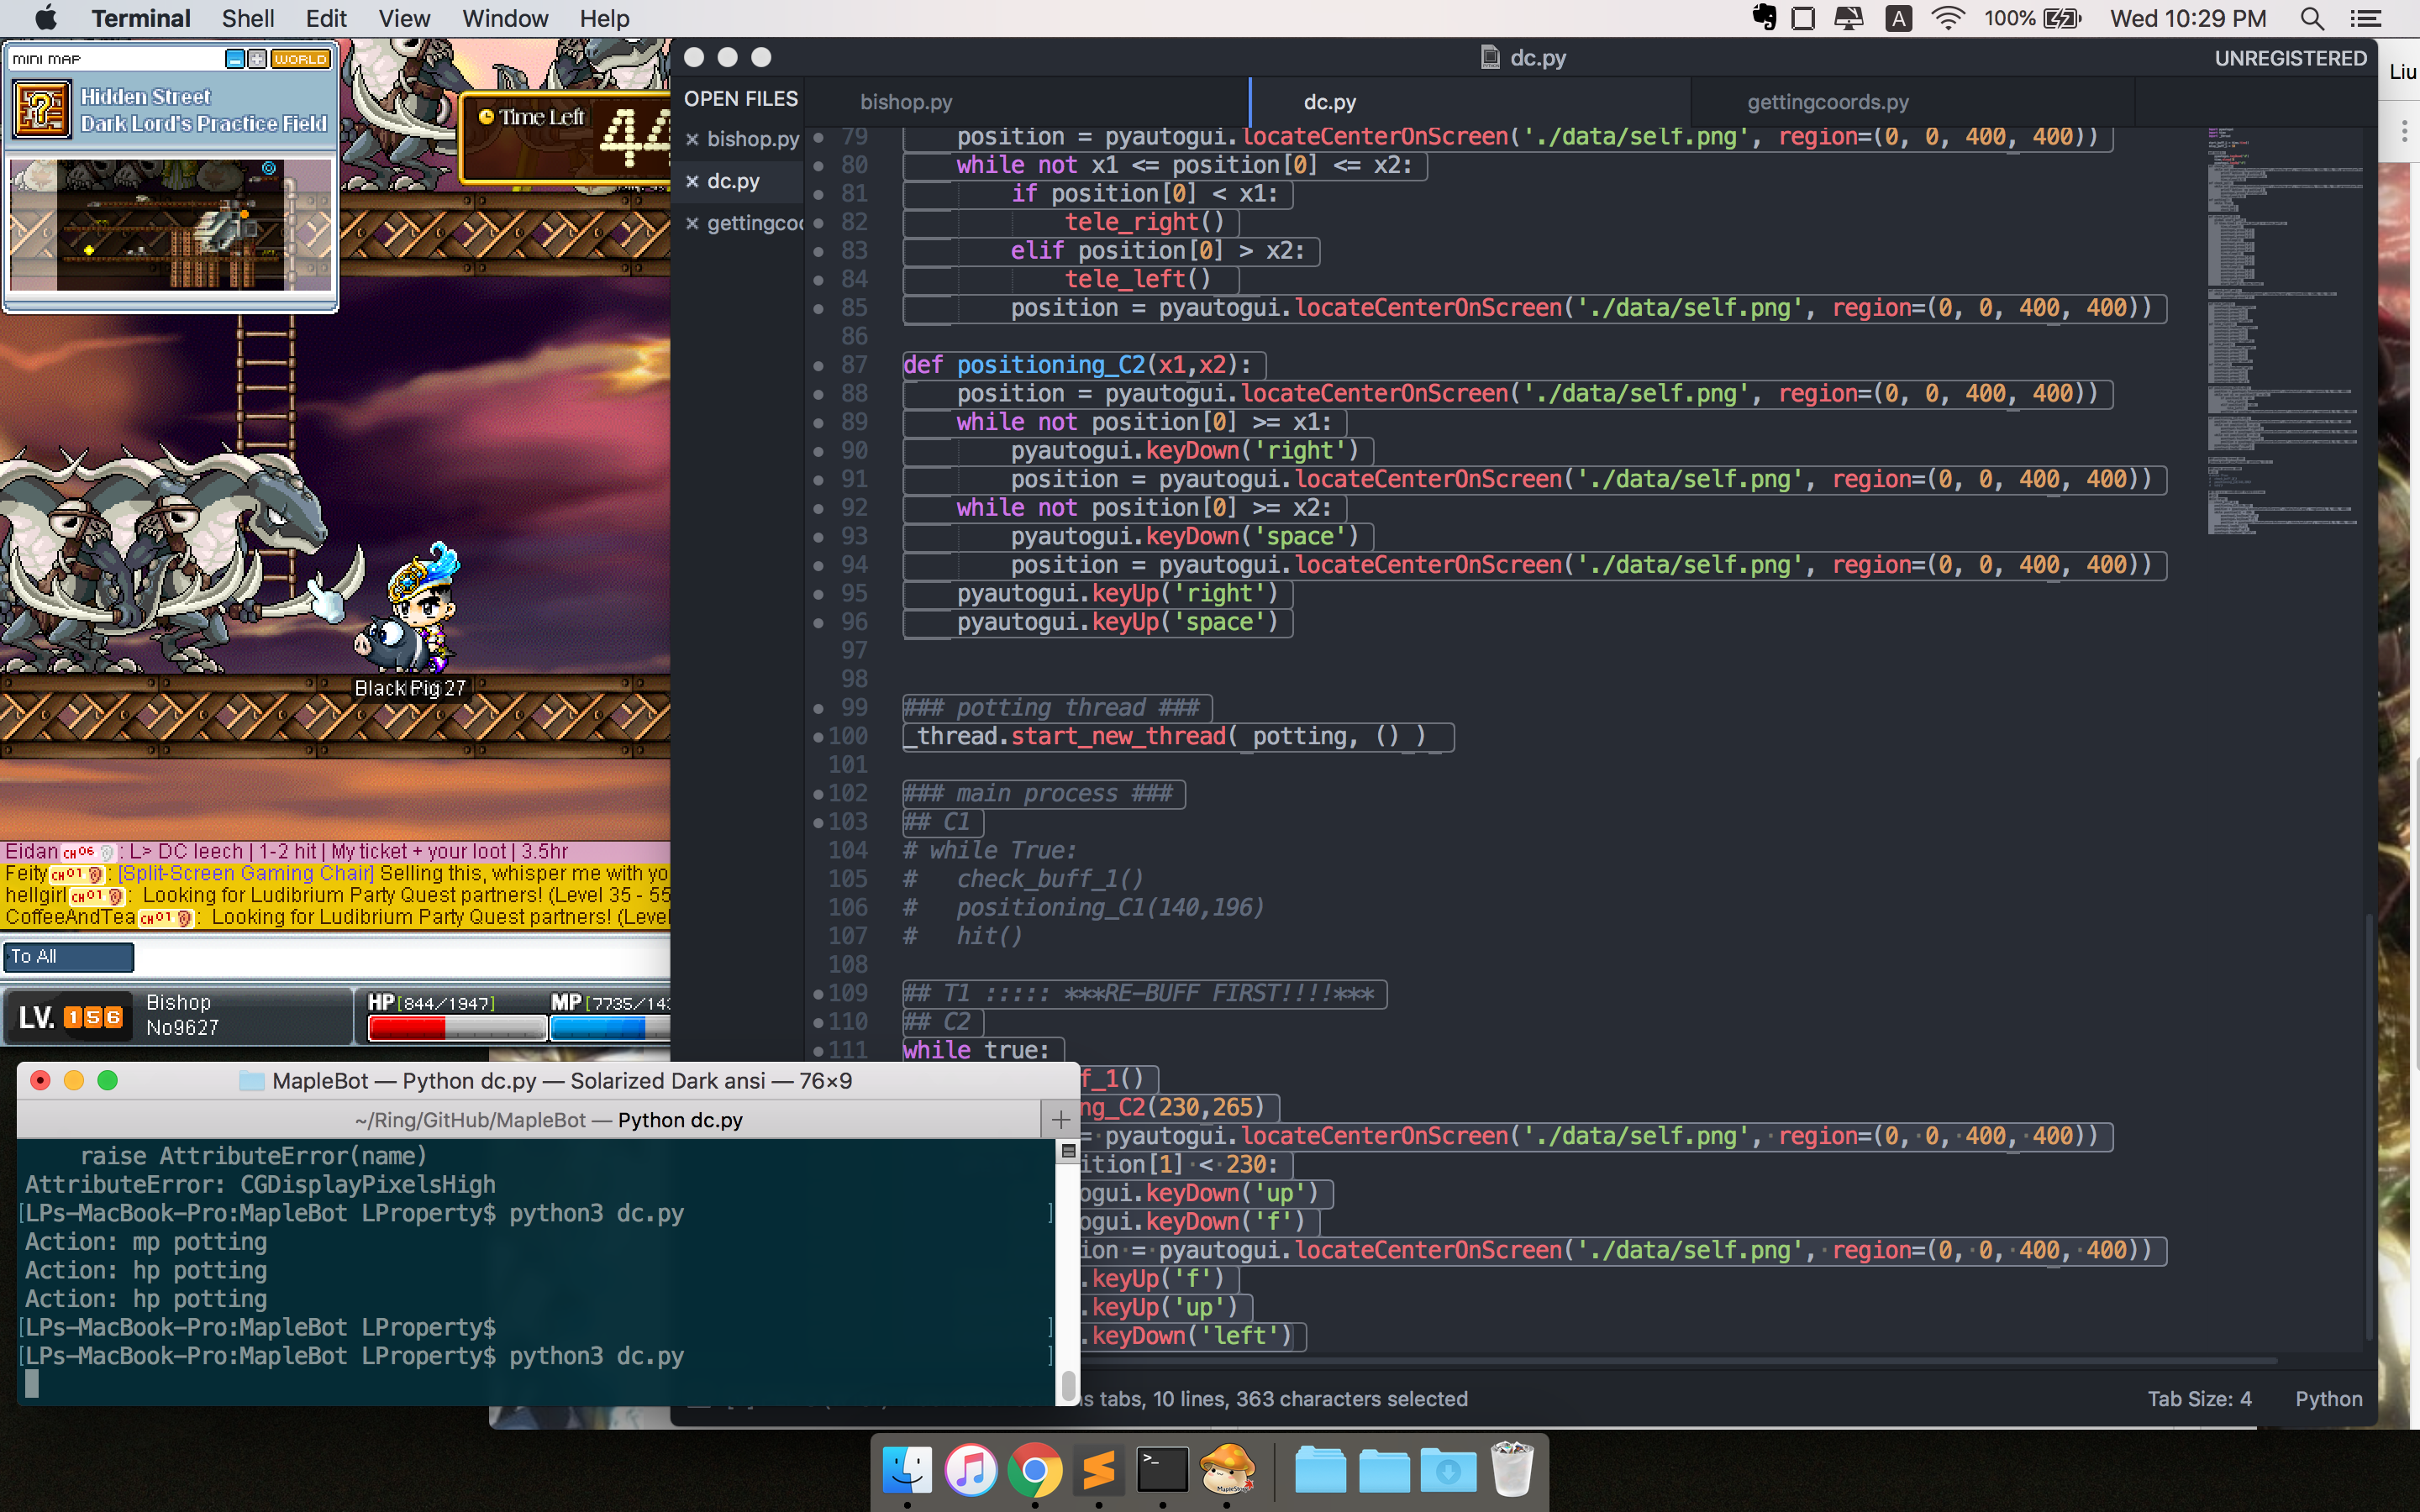 Terminal Shell Edit View Window Help
A 100% Wed 10:29 PM
MINI MAP WORLD
Hidden Street
Dark Lord's Practice Field
Time Left 44
Black Pig 27
Eidan CH06 : L> DC leech | 1-2 hit | My ticket + your loot | 3.5hr
Feity CH01 : [Split-Screen Gaming Chair] Selling this, whisper me with yo
hellgirl CH01 : Looking for Ludibrium Party Quest partners! (Level 35 - 55
CoffeeAndTea CH01 : Looking for Ludibrium Party Quest partners! (Level
To All
LV. 156 Bishop
No9627
HP[844/1947] MP[7735/143
dc.py UNREGISTERED
Liu
OPEN FILES
× bishop.py
× dc.py
× gettingcoo
bishop.py dc.py gettingcoords.py
79 position = pyautogui.locateCenterOnScreen('./data/self.png', region=(0, 0, 400, 400))
80 while not x1 <= position[0] <= x2:
81 if position[0] < x1:
82 tele_right()
83 elif position[0] > x2:
84 tele_left()
85 position = pyautogui.locateCenterOnScreen('./data/self.png', region=(0, 0, 400, 400))
86
87 def positioning_C2(x1,x2):
88 position = pyautogui.locateCenterOnScreen('./data/self.png', region=(0, 0, 400, 400))
89 while not position[0] >= x1:
90 pyautogui.keyDown('right')
91 position = pyautogui.locateCenterOnScreen('./data/self.png', region=(0, 0, 400, 400))
92 while not position[0] >= x2:
93 pyautogui.keyDown('space')
94 position = pyautogui.locateCenterOnScreen('./data/self.png', region=(0, 0, 400, 400))
95 pyautogui.keyUp('right')
96 pyautogui.keyUp('space')
97
98
99 ### potting thread ###
100 _thread.start_new_thread( potting, () )
101
102 ### main process ###
103 ## C1
104 # while True:
105 # check_buff_1()
106 # positioning_C1(140,196)
107 # hit()
108
109 ## T1 ::::: ***RE-BUFF FIRST!!!!***
110 ## C2
111 while true:
f_1()
ng_C2(230,265)
= pyautogui.locateCenterOnScreen('./data/self.png', region=(0, 0, 400, 400))
ition[1] < 230:
ogui.keyDown('up')
ogui.keyDown('f')
ion = pyautogui.locateCenterOnScreen('./data/self.png', region=(0, 0, 400, 400))
.keyUp('f')
.keyUp('up')
.keyDown('left')
s tabs, 10 lines, 363 characters selected Tab Size: 4 Python
MapleBot — Python dc.py — Solarized Dark ansi — 76×9
~/Ring/GitHub/MapleBot — Python dc.py
raise AttributeError(name)
AttributeError: CGDisplayPixelsHigh
[LPs-MacBook-Pro:MapleBot LProperty$ python3 dc.py ]
Action: mp potting
Action: hp potting
Action: hp potting
[LPs-MacBook-Pro:MapleBot LProperty$ ]
[LPs-MacBook-Pro:MapleBot LProperty$ python3 dc.py ]